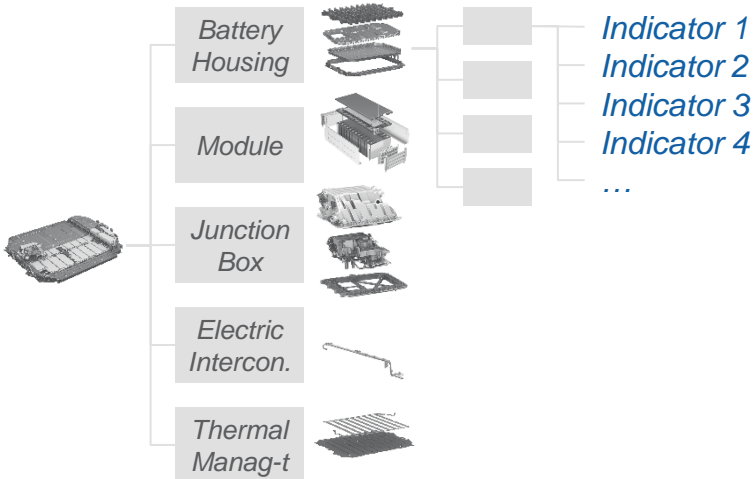 Battery
Housing
Indicator 1
Indicator 2
Indicator 3
Indicator 4
...
Module
Junction
Box
Electric
Intercon.
Thermal
Manag-t